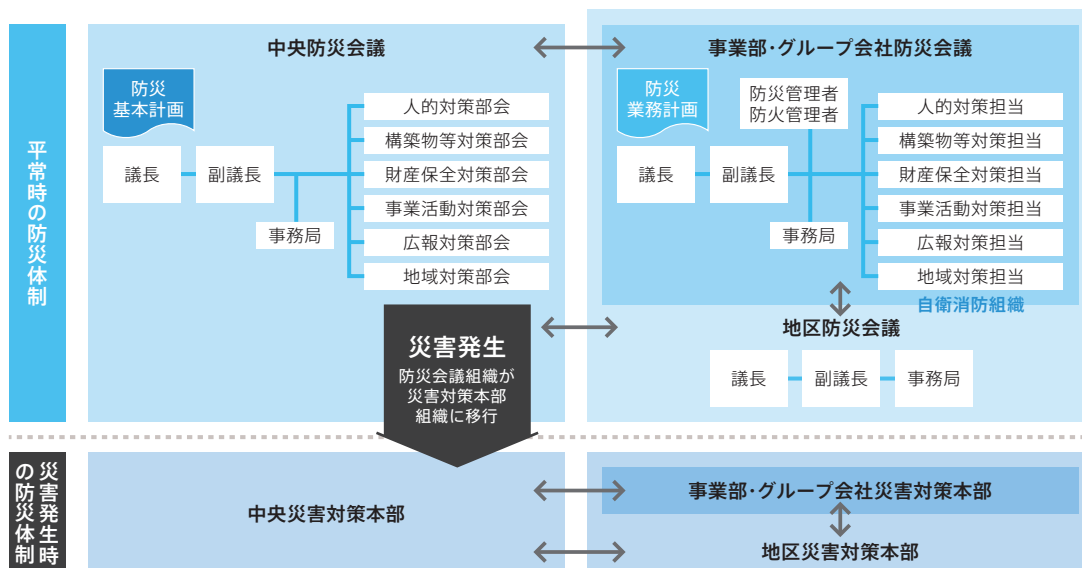 平常時の防災体制
中央防災会議
防災
基本計画
議長
副議長
事務局
人的対策部会
構築物等対策部会
財産保全対策部会
事業活動対策部会
広報対策部会
地域対策部会
事業部・グループ会社防災会議
防災
業務計画
防災管理者
防火管理者
議長
副議長
事務局
人的対策担当
構築物等対策担当
財産保全対策担当
事業活動対策担当
広報対策担当
地域対策担当
自衛消防組織
地区防災会議
議長
副議長
事務局
災害発生
防災会議組織が
災害対策本部
組織に移行
災害発生時
の防災体制
中央災害対策本部
事業部・グループ会社災害対策本部
地区災害対策本部